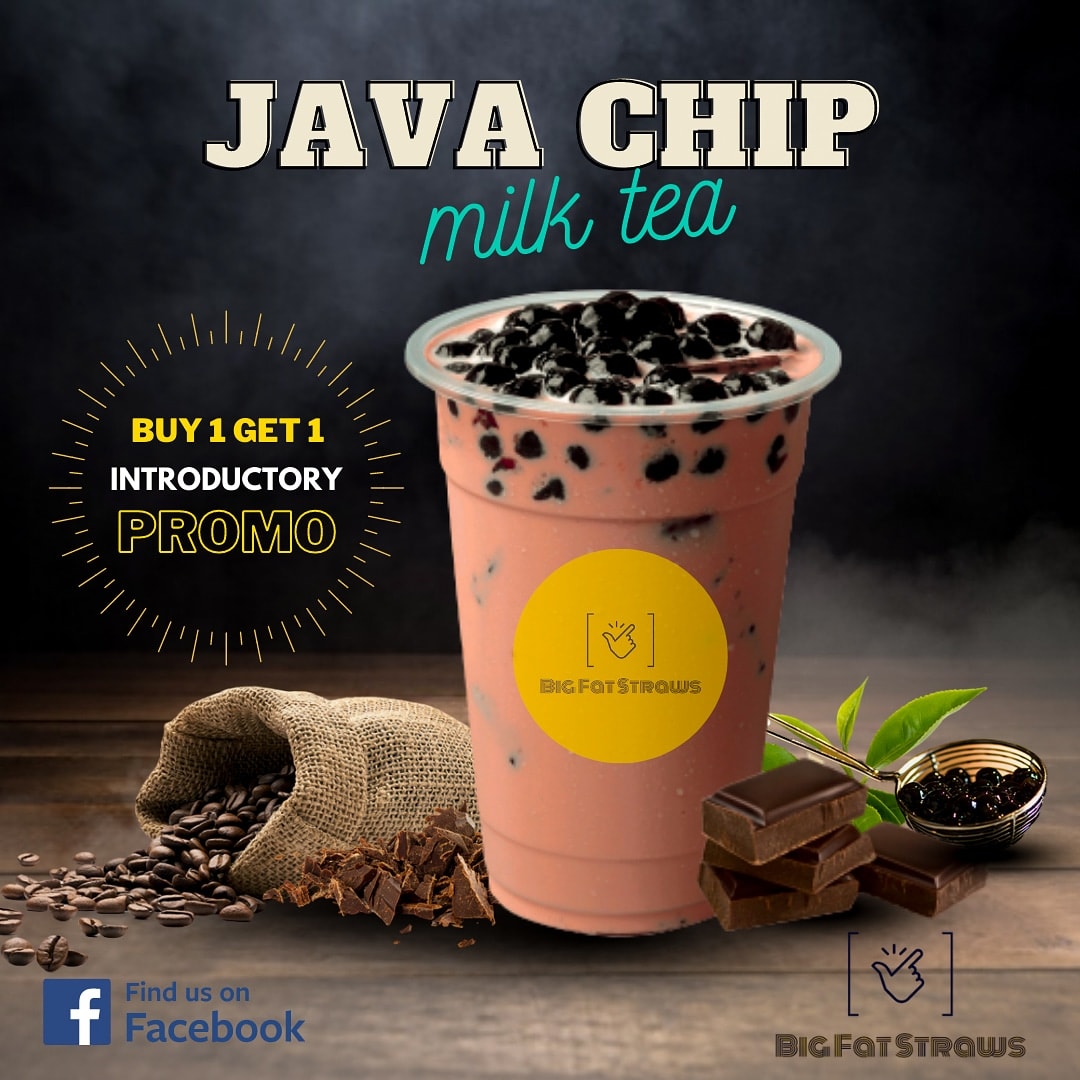 JAVA CHIP
milk tea
BUY 1 GET 1
INTRODUCTORY
PROMO
BIG FAT STRAWS
Find us on
Facebook
BIG FAT STRAWS